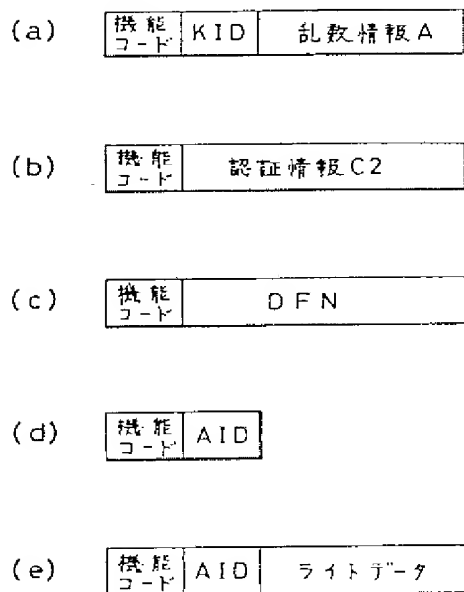 (a) 機能コード KID 乱数情報A
(b) 機能コード 認証情報C2
(c) 機能コード DFN
(d) 機能コード AID
(e) 機能コード AID ライトデータ